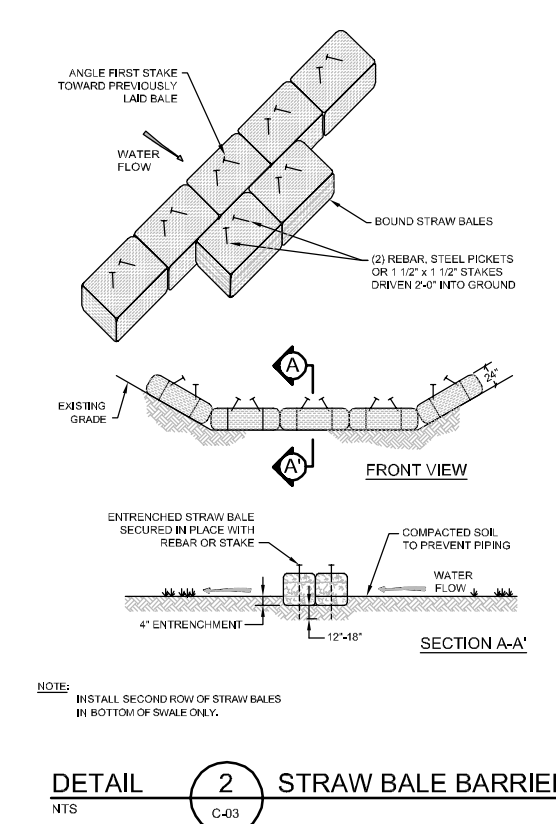 ANGLE FIRST STAKE
TOWARD PREVIOUSLY
LAID BALE
WATER
FLOW
BOUND STRAW BALES
(2) REBAR, STEEL PICKETS
OR 1 1/2" x 1 1/2" STAKES
DRIVEN 2'-0" INTO GROUND
A
24"
EXISTING
GRADE
A'
FRONT VIEW
ENTRENCHED STRAW BALE
SECURED IN PLACE WITH
REBAR OR STAKE
COMPACTED SOIL
TO PREVENT PIPING
WATER
FLOW
4" ENTRENCHMENT
12"-18"
SECTION A-A'
NOTE:
INSTALL SECOND ROW OF STRAW BALES
IN BOTTOM OF SWALE ONLY.
DETAIL 2 STRAW BALE BARRIER
NTS
C-03